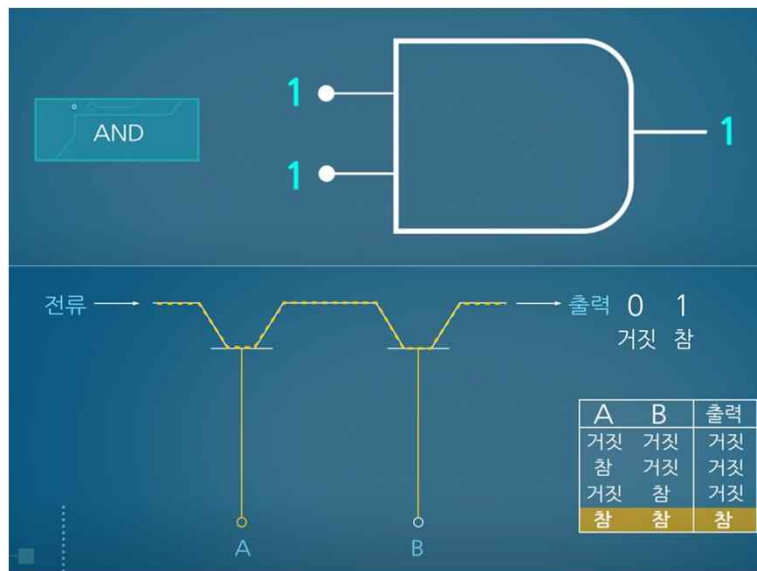 AND
1
1
1
전류
출력 0 1
거짓 참
A B 출력
거짓 거짓 거짓
참 거짓 거짓
거짓 참 거짓
참 참 참
A B